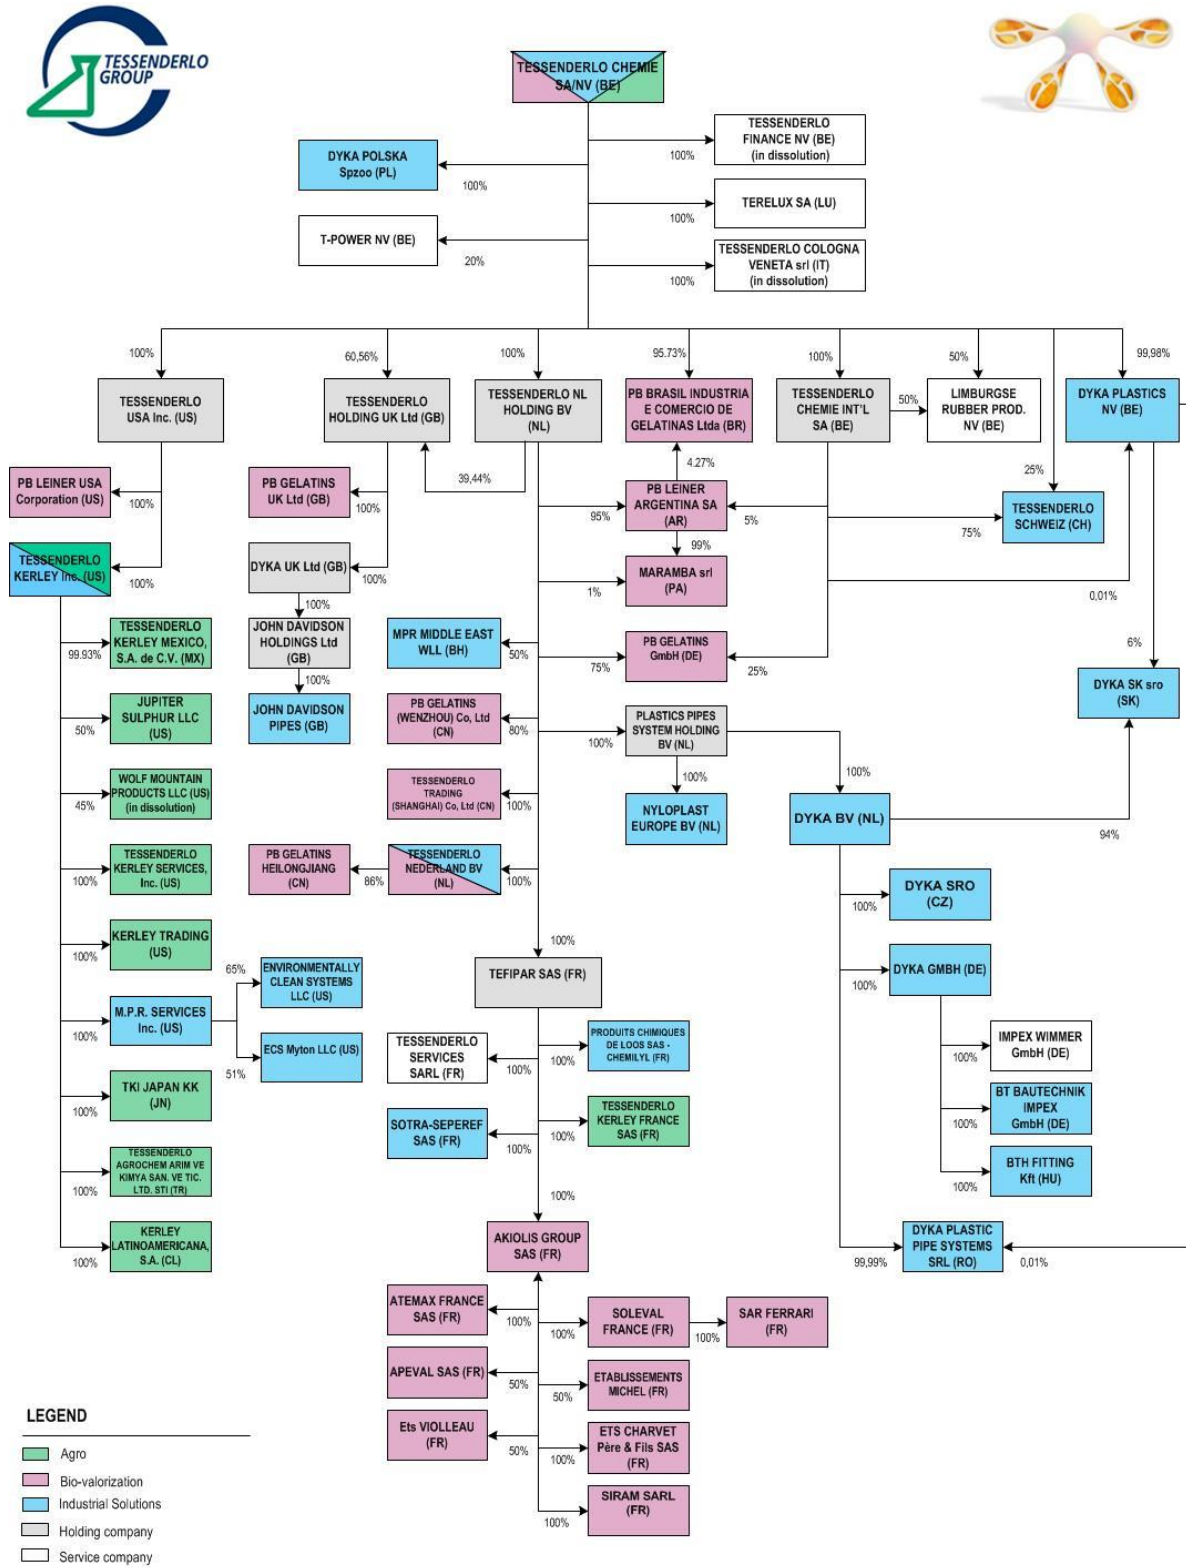 TESSENDERLO
GROUP
TESSENDERLO CHEMIE
SA/NV (BE)
TESSENDERLO
FINANCE NV (BE)
(in dissolution)
100%
DYKA POLSKA
Spzoo (PL)
100%
TERELUX SA (LU)
100%
T-POWER NV (BE)
20%
TESSENDERLO COLOGNA
VENETA srl (IT)
(in dissolution)
100%
100%
60,56%
100%
95.73%
100%
50%
99,98%
TESSENDERLO
USA Inc. (US)
TESSENDERLO
HOLDING UK Ltd (GB)
TESSENDERLO NL
HOLDING BV
(NL)
PB BRASIL INDUSTRIA
E COMERCIO DE
GELATINAS Ltda (BR)
TESSENDERLO
CHEMIE INT'L
SA (BE)
50%
LIMBURGSE
RUBBER PROD.
NV (BE)
DYKA PLASTICS
NV (BE)
PB LEINER USA
Corporation (US)
100%
PB GELATINS
UK Ltd (GB)
100%
39,44%
4.27%
PB LEINER
ARGENTINA SA
(AR)
95%
5%
25%
TESSENDERLO
SCHWEIZ (CH)
75%
TESSENDERLO
KERLEY Inc. (US)
100%
DYKA UK Ltd (GB)
100%
99%
MARAMBA srl
(PA)
1%
0,01%
100%
TESSENDERLO
KERLEY MEXICO,
S.A. de C.V. (MX)
99.93%
JOHN DAVIDSON
HOLDINGS Ltd
(GB)
MPR MIDDLE EAST
WLL (BH)
50%
PB GELATINS
GmbH (DE)
75%
25%
6%
100%
DYKA SK sro
(SK)
JUPITER
SULPHUR LLC
(US)
50%
JOHN DAVIDSON
PIPES (GB)
PB GELATINS
(WENZHOU) Co, Ltd
(CN)
80%
PLASTICS PIPES
SYSTEM HOLDING
BV (NL)
100%
100%
100%
WOLF MOUNTAIN
PRODUCTS LLC (US)
(in dissolution)
45%
TESSENDERLO
TRADING
(SHANGHAI) Co, Ltd (CN)
100%
NYLOPLAST
EUROPE BV (NL)
DYKA BV (NL)
94%
TESSENDERLO
KERLEY SERVICES,
Inc. (US)
100%
PB GELATINS
HEILONGJIANG
(CN)
86%
TESSENDERLO
NEDERLAND BV
(NL)
100%
DYKA SRO
(CZ)
100%
KERLEY TRADING
(US)
100%
100%
65%
ENVIRONMENTALLY
CLEAN SYSTEMS
LLC (US)
TEFIPAR SAS (FR)
DYKA GMBH (DE)
100%
M.P.R. SERVICES
Inc. (US)
100%
ECS Myton LLC (US)
51%
TESSENDERLO
SERVICES
SARL (FR)
100%
PRODUITS CHIMIQUES
DE LOOS SAS -
CHEMILYL (FR)
100%
IMPEX WIMMER
GmbH (DE)
100%
TKI JAPAN KK
(JN)
100%
SOTRA-SEPEREF
SAS (FR)
100%
TESSENDERLO
KERLEY FRANCE
SAS (FR)
100%
BT BAUTECHNIK
IMPEX
GmbH (DE)
100%
TESSENDERLO
AGROCHEM ARIM VE
KIMYA SAN. VE TIC.
LTD. STI (TR)
100%
100%
BTH FITTING
Kft (HU)
100%
KERLEY
LATINOAMERICANA,
S.A. (CL)
100%
AKIOLIS GROUP
SAS (FR)
DYKA PLASTIC
PIPE SYSTEMS
SRL (RO)
99,99%
0,01%
ATEMAX FRANCE
SAS (FR)
100%
SOLEVAL
FRANCE (FR)
100%
SAR FERRARI
(FR)
100%
APEVAL SAS (FR)
50%
ETABLISSEMENTS
MICHEL (FR)
50%
Ets VIOLLEAU
(FR)
50%
ETS CHARVET
Père & Fils SAS
(FR)
100%
SIRAM SARL
(FR)
100%
LEGEND
Agro
Bio-valorization
Industrial Solutions
Holding company
Service company